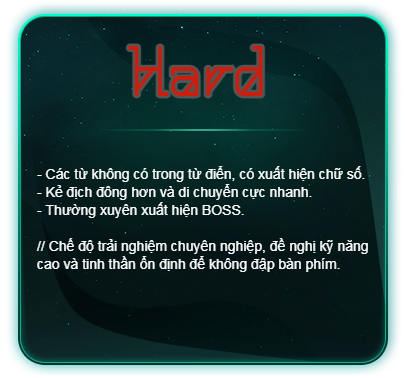 Hard
- Các từ không có trong từ điển, có xuất hiện chữ số.
- Kẻ địch đông hơn và di chuyển cực nhanh.
- Thường xuyên xuất hiện BOSS.
// Chế độ trải nghiệm chuyên nghiệp, đề nghị kỹ năng
cao và tinh thần ổn định để không đập bàn phím.